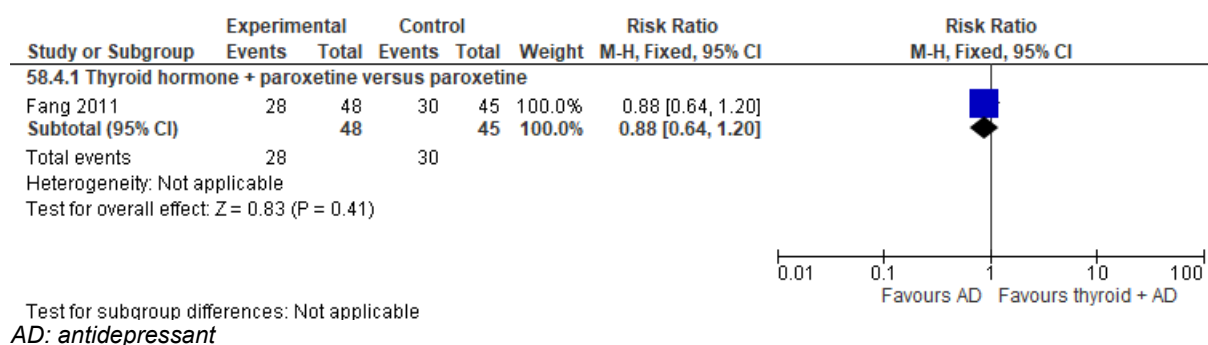 Experimental Control Risk Ratio Risk Ratio
Study or Subgroup Events Total Events Total Weight M-H, Fixed, 95% CI M-H, Fixed, 95% CI
58.4.1 Thyroid hormone + paroxetine versus paroxetine
Fang 2011 28 48 30 45 100.0% 0.88 [0.64, 1.20]
Subtotal (95% CI) 48 45 100.0% 0.88 [0.64, 1.20]
Total events 28 30
Heterogeneity: Not applicable
Test for overall effect: Z = 0.83 (P = 0.41)
0.01 0.1 1 10 100
Favours AD Favours thyroid + AD
Test for subgroup differences: Not applicable
AD: antidepressant